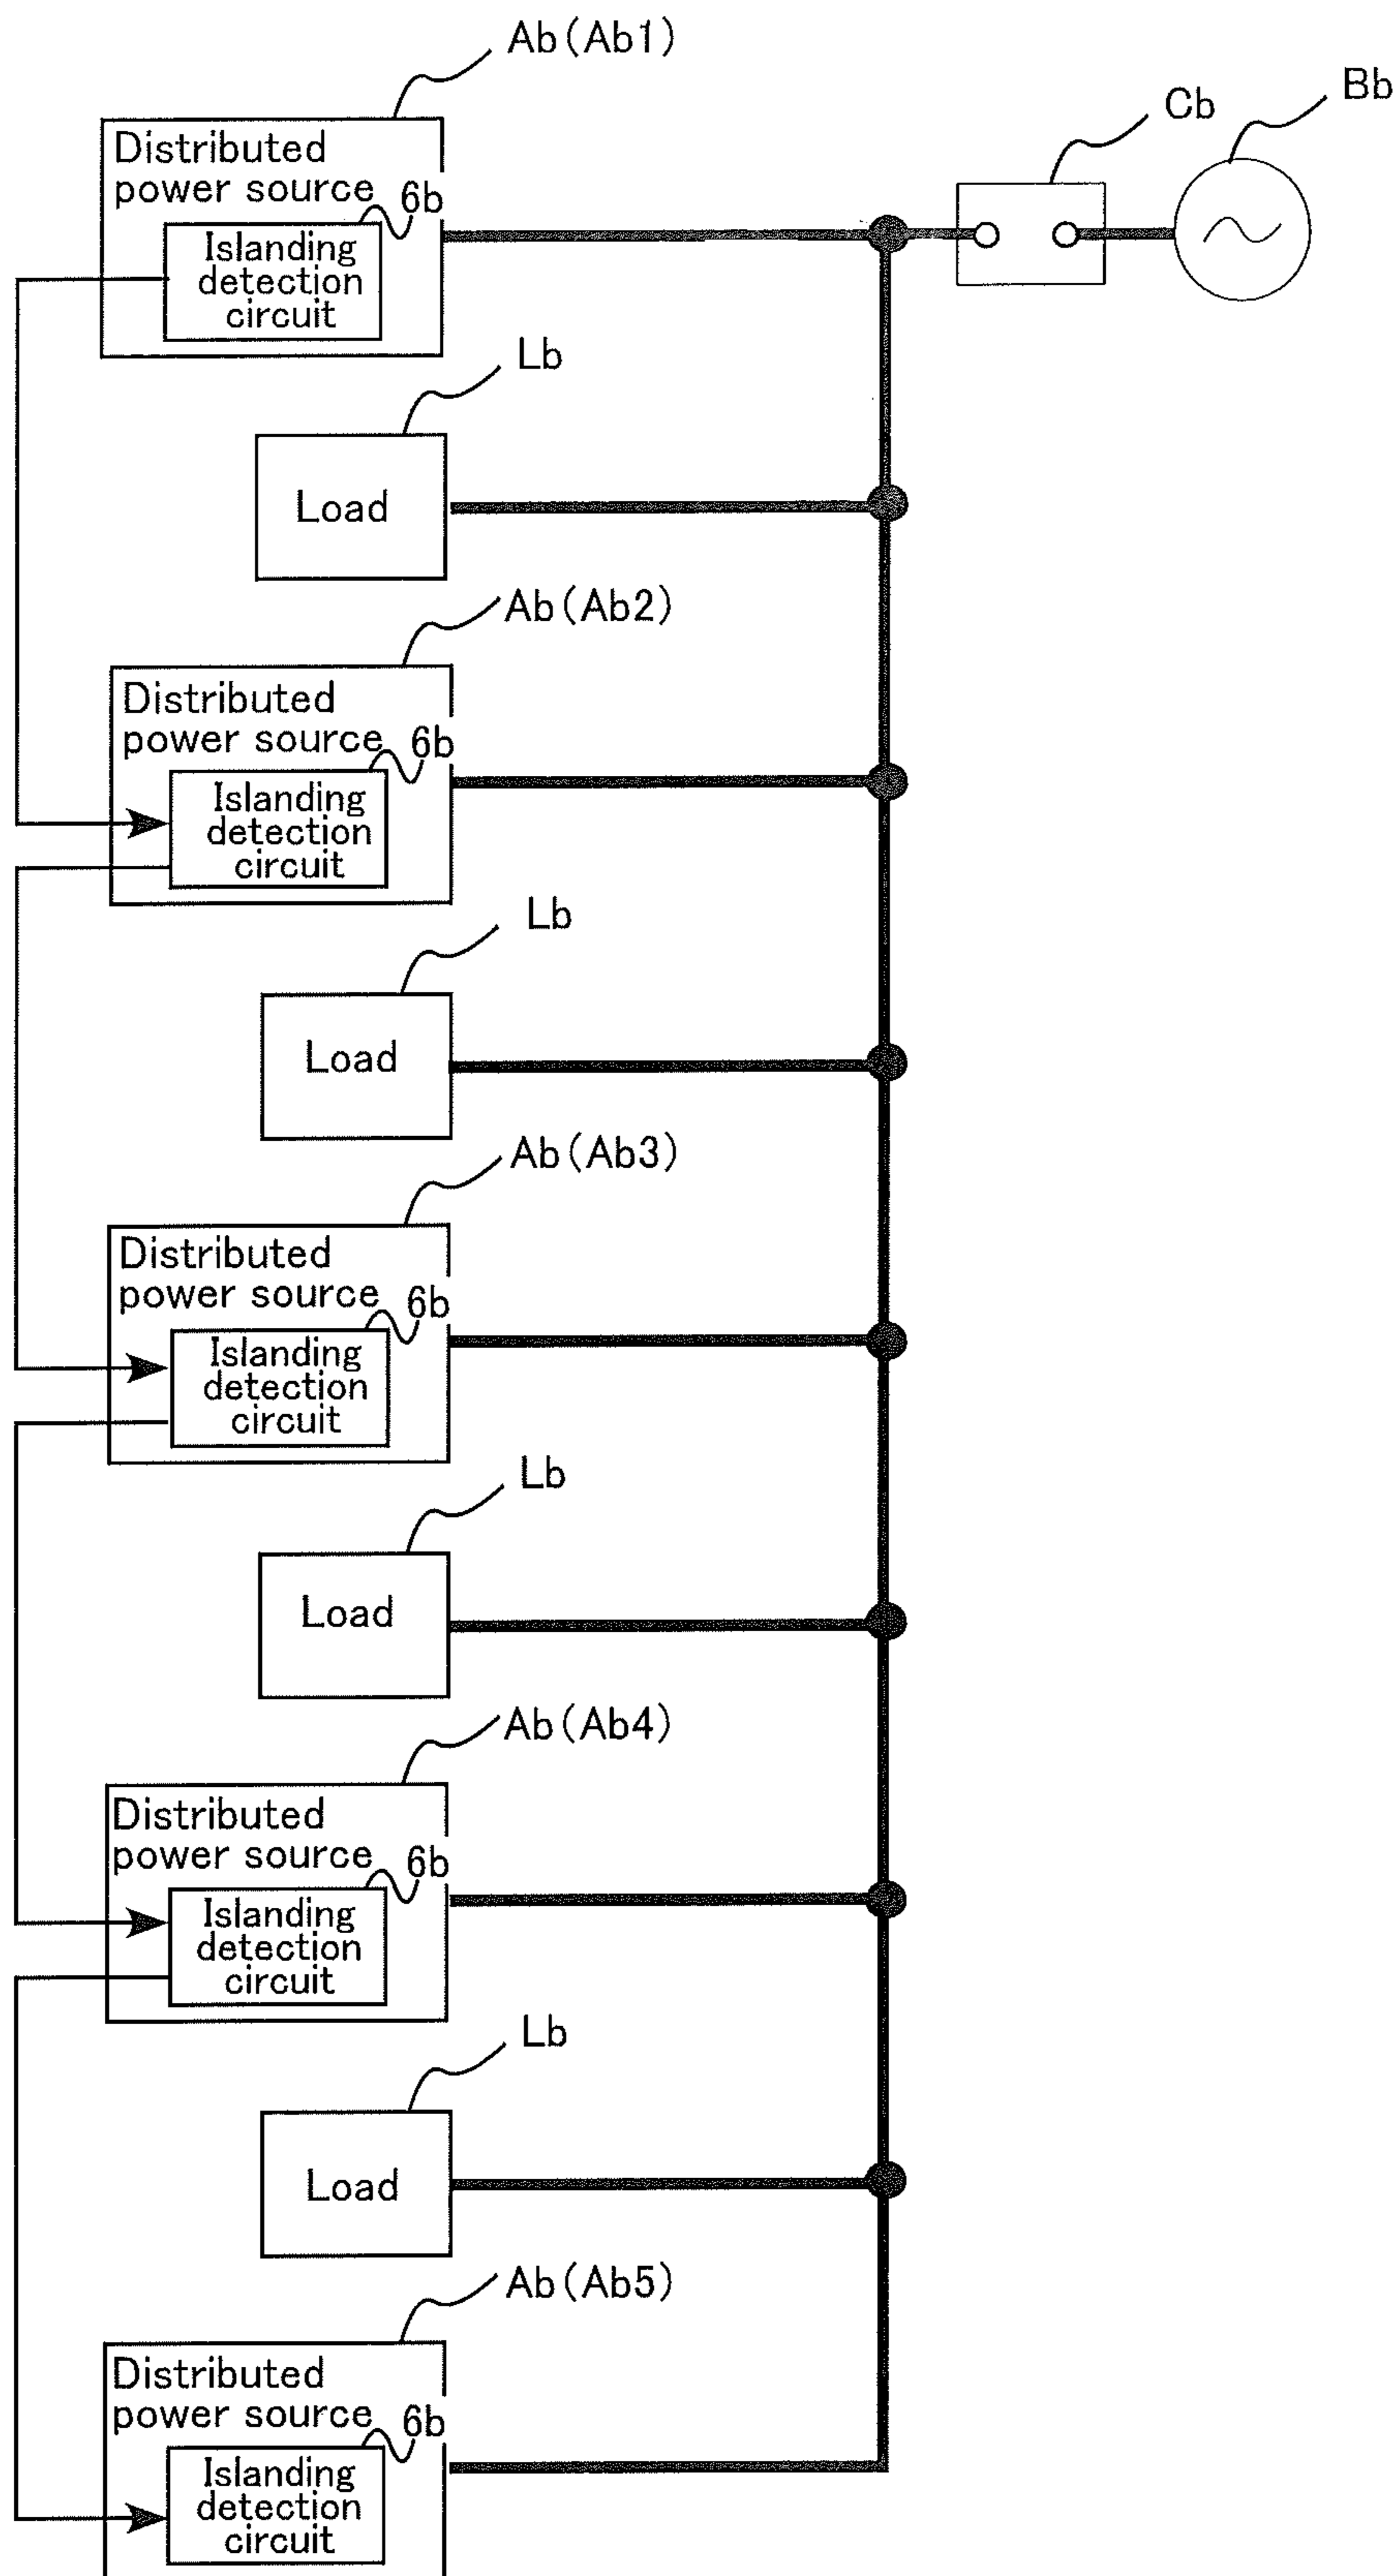 Ab(Ab1)
Bb
Cb
Distributed
power source
6b
Islanding
detection
circuit
Lb
Load
Ab(Ab2)
Distributed
power source
6b
Islanding
detection
circuit
Lb
Load
Ab(Ab3)
Distributed
power source
6b
Islanding
detection
circuit
Lb
Load
Ab(Ab4)
Distributed
power source
6b
Islanding
detection
circuit
Lb
Load
Ab(Ab5)
Distributed
power source
6b
Islanding
detection
circuit